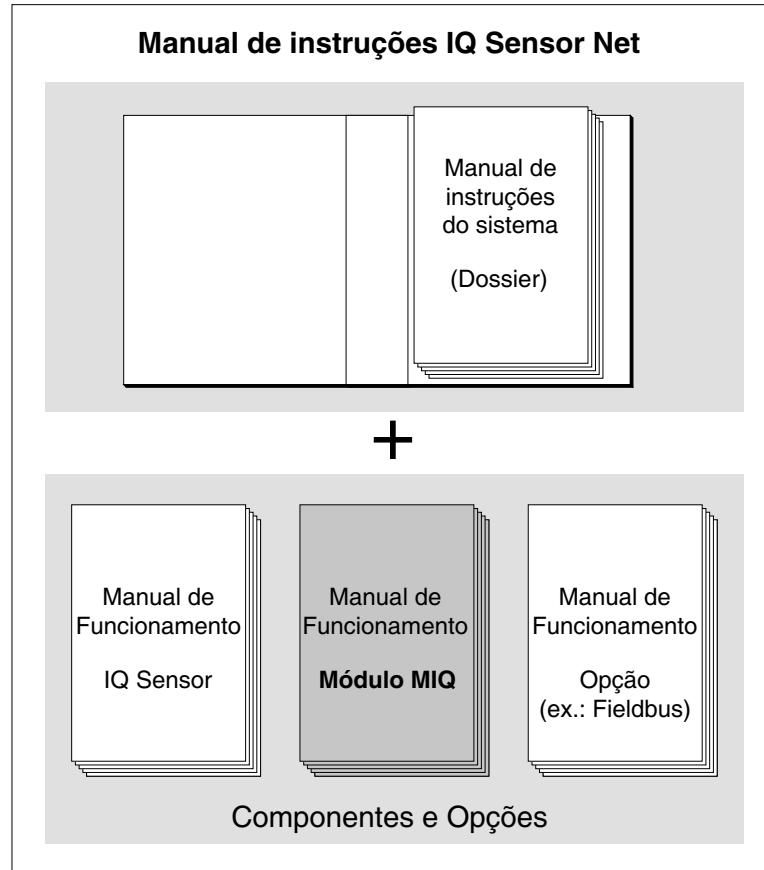 Manual de instruções IQ Sensor Net
Manual de
instruções
do sistema
(Dossier)
+
Manual de
Funcionamento
IQ Sensor
Manual de
Funcionamento
Módulo MIQ
Manual de
Funcionamento
Opção
(ex.: Fieldbus)
Componentes e Opções